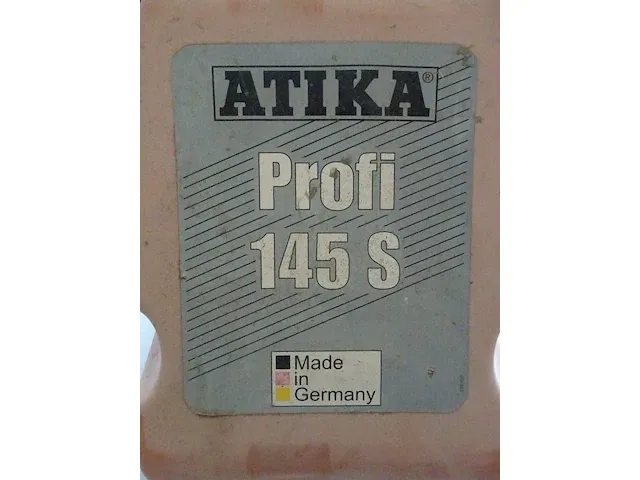 ATIKA®
Profi
145 S
Made
in
Germany